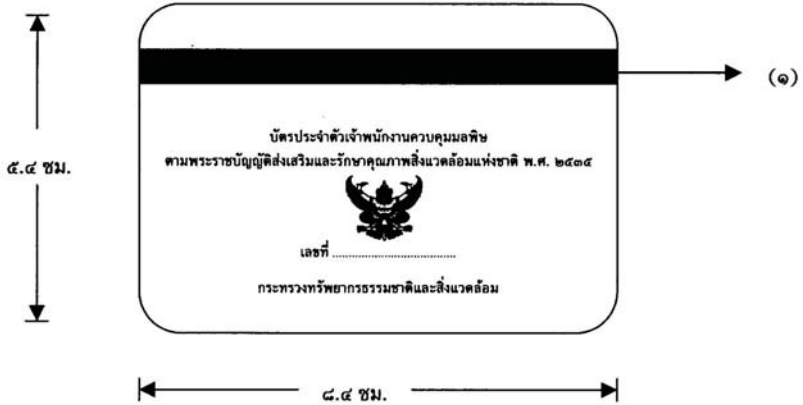 (๑)
บัตรประจำตัวเจ้าพนักงานควบคุมมลพิษ
ตามพระราชบัญญัติส่งเสริมและรักษาคุณภาพสิ่งแวดล้อมแห่งชาติ พ.ศ. ๒๕๓๕
๕.๔ ซม.
เลขที่ ........................................
กระทรวงทรัพยากรธรรมชาติและสิ่งแวดล้อม
๘.๔ ซม.